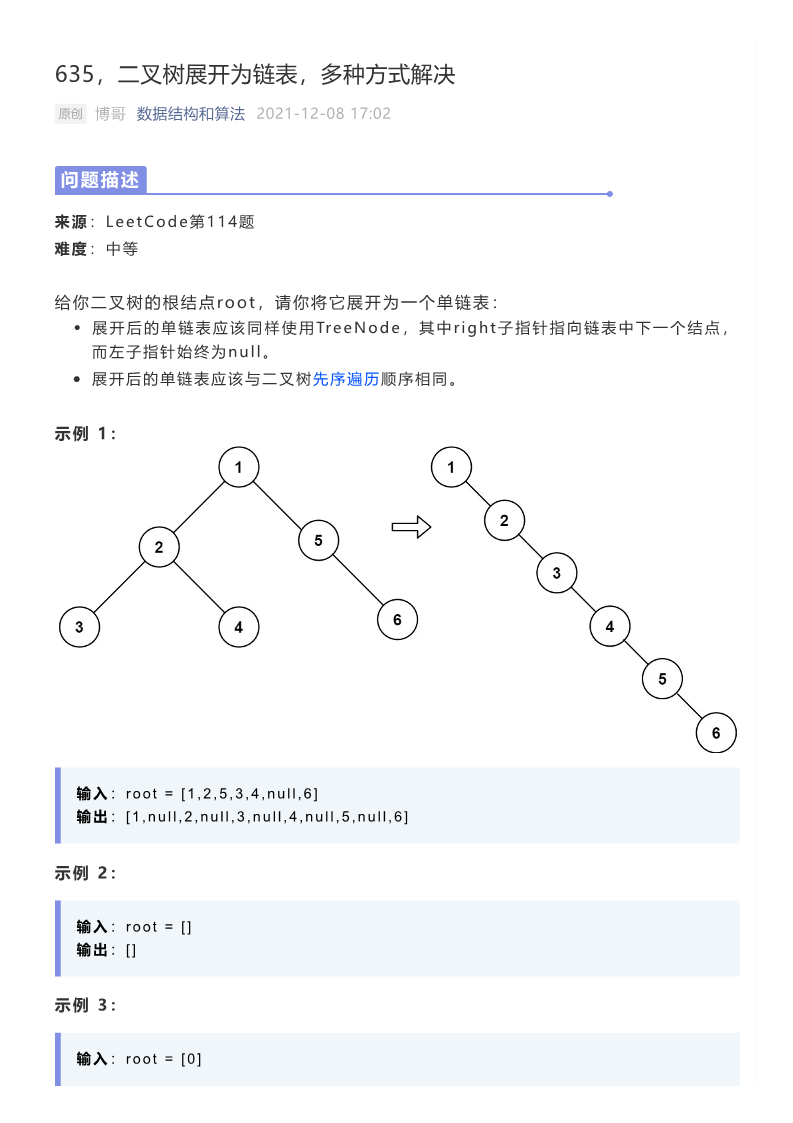 635，二叉树展开为链表，多种方式解决
原创 博哥 数据结构和算法 2021-12-08 17:02
问题描述
来源：LeetCode第114题
难度：中等
给你二叉树的根结点root，请你将它展开为一个单链表：
展开后的单链表应该同样使用TreeNode，其中right子指针指向链表中下一个结点，
而左子指针始终为null。
展开后的单链表应该与二叉树先序遍历顺序相同。
示例 1：
1
2
5
3
4
6
1
2
3
4
5
6
输入：root = [1,2,5,3,4,null,6]
输出：[1,null,2,null,3,null,4,null,5,null,6]
示例 2：
输入：root = []
输出：[]
示例 3：
输入：root = [0]